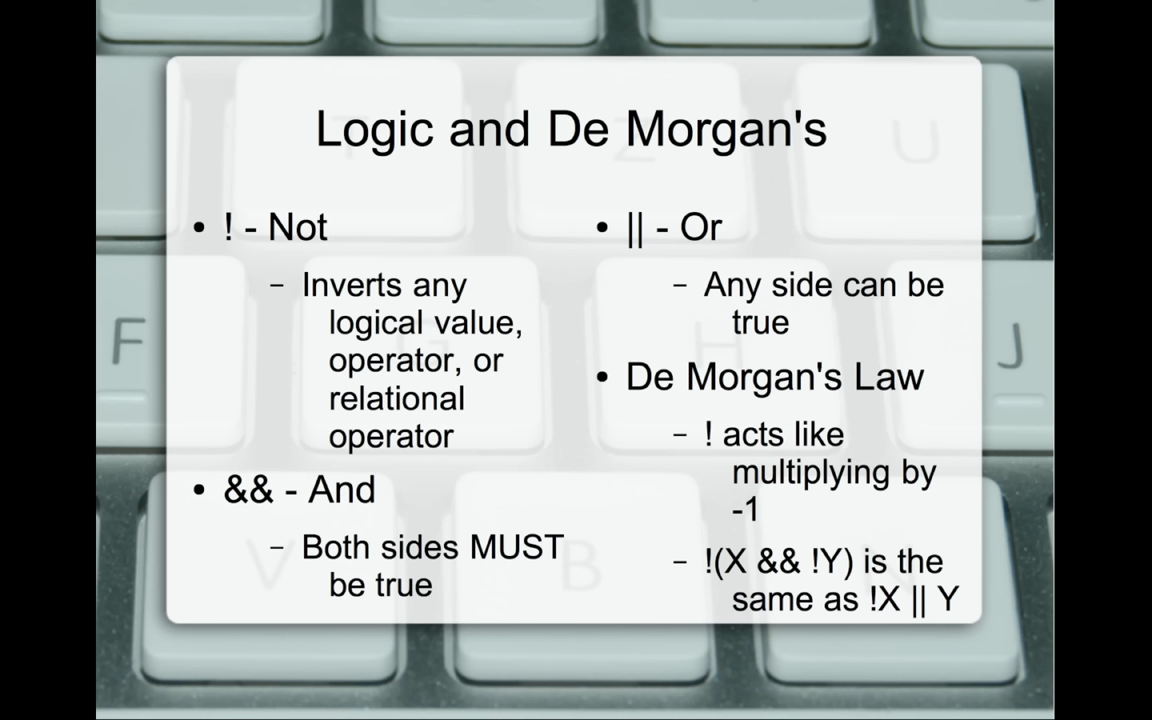 Logic and De Morgan's
• ! - Not
– Inverts any
logical value,
operator, or
relational
operator
• && - And
– Both sides MUST
be true
• || - Or
– Any side can be
true
• De Morgan's Law
– ! acts like
multiplying by
-1
– !(X && !Y) is the
same as !X || Y
T
Z
U
F
G
H
J
V
B
N